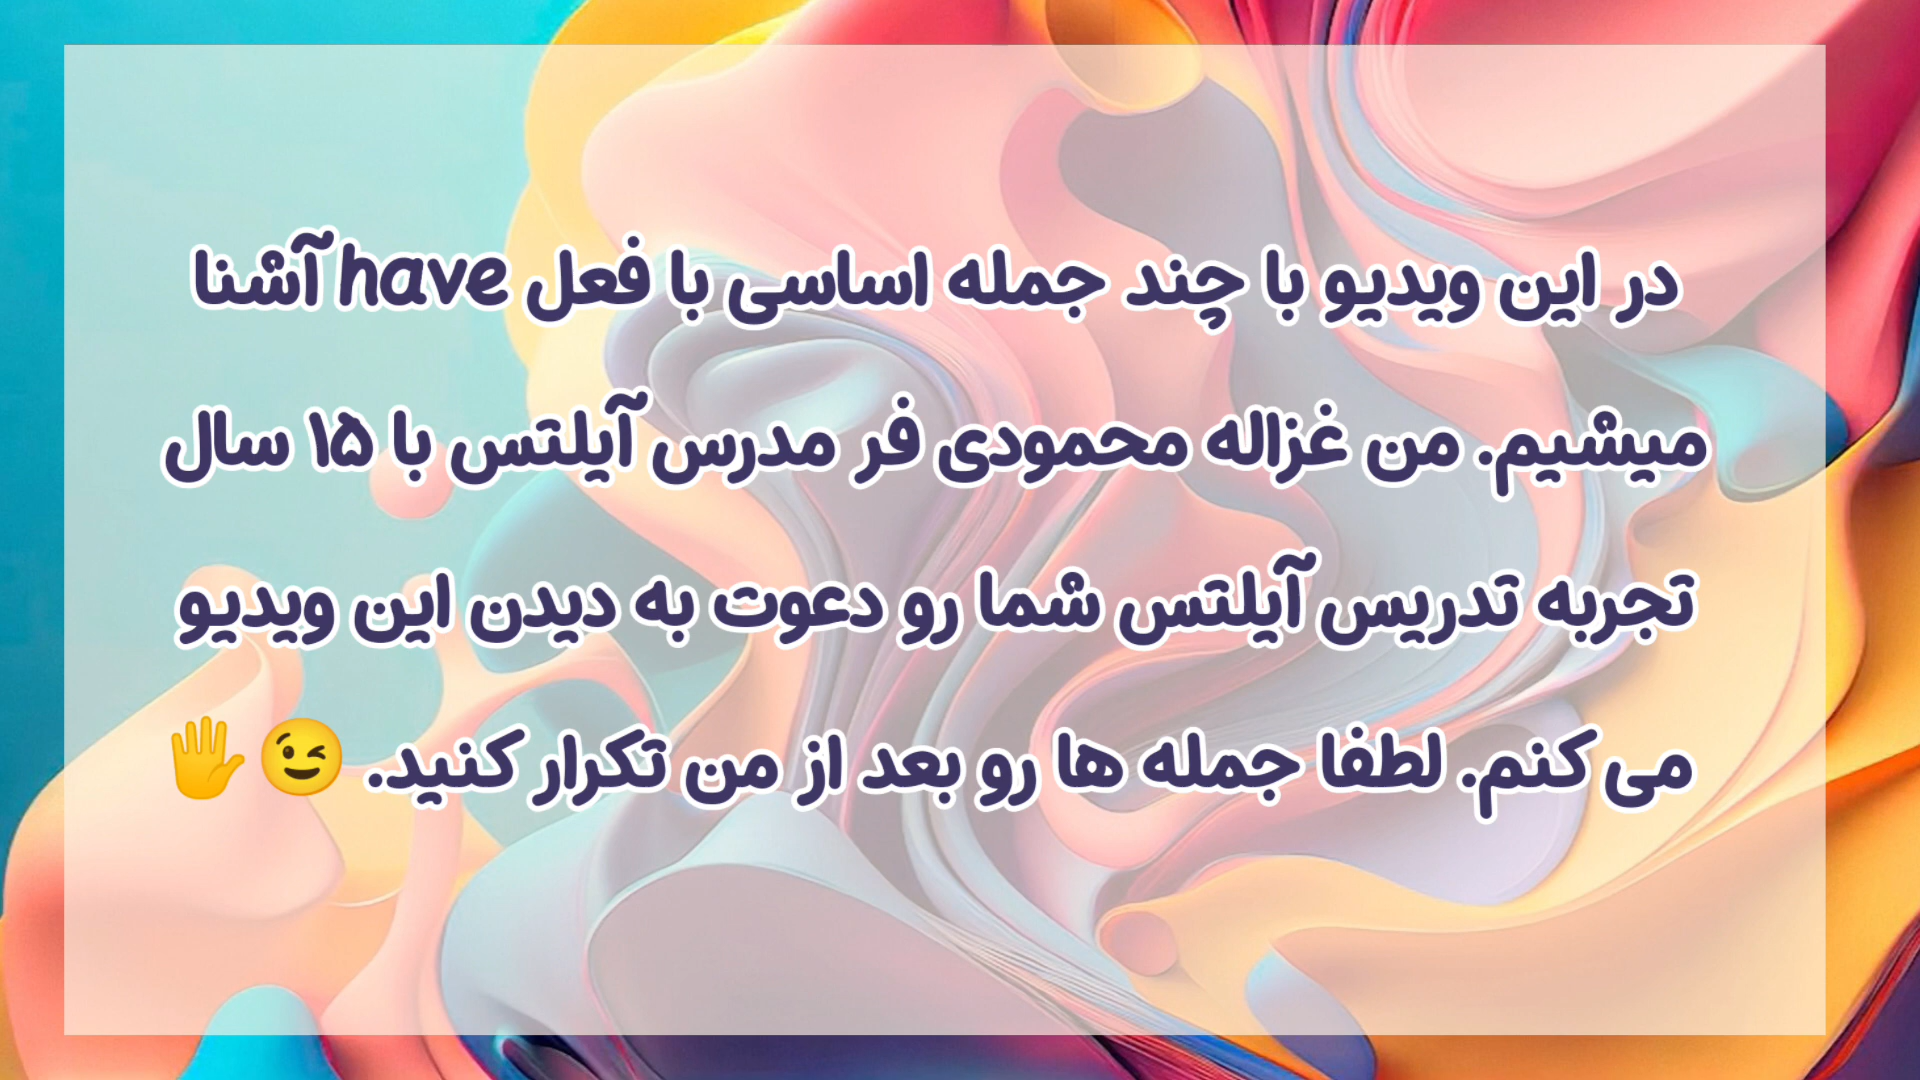 در این ویدیو با چند جمله اساسی با فعل have آشنا
میشیم. من غزاله محمودی فر مدرس آیلتس با ۱۵ سال
تجربه تدریس آیلتس شما رو دعوت به دیدن این ویدیو
می کنم. لطفا جمله ها رو بعد از من تکرار کنید. 😉🖐